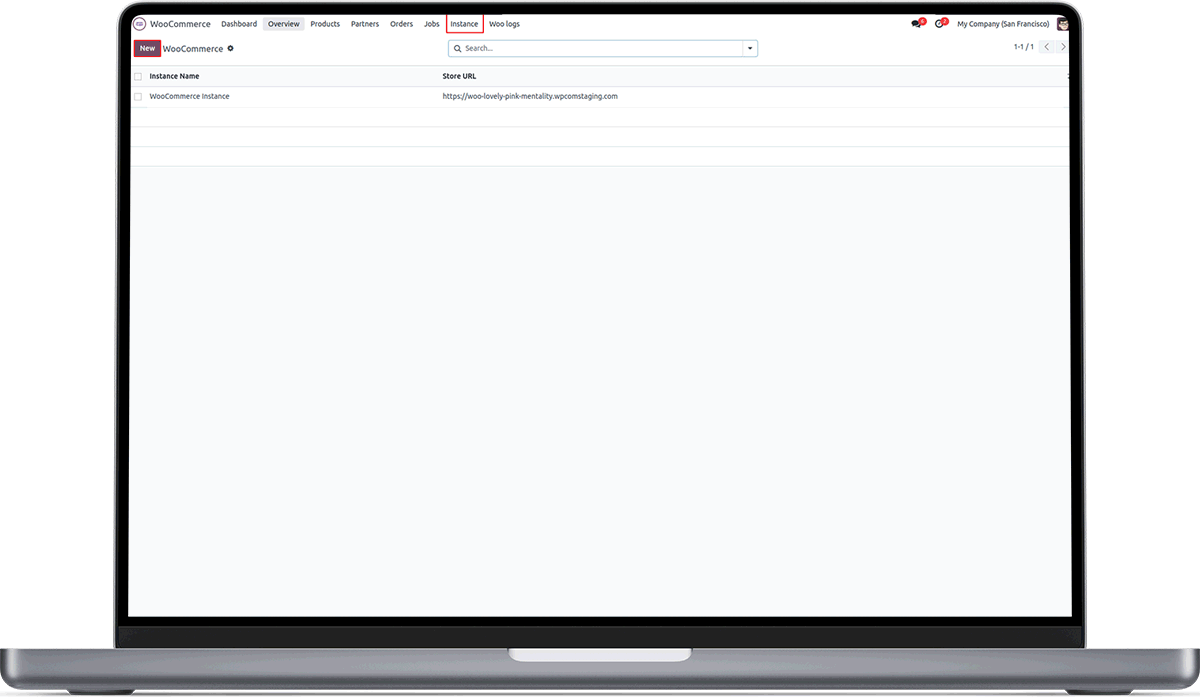 WooCommerce Dashboard Overview Products Partners Orders Jobs Instance Woo logs My Company (San Francisco)
New WooCommerce Search... 1-1 / 1
Instance Name Store URL
WooCommerce Instance https://woo-lovely-pink-mentality.wpcomstaging.com